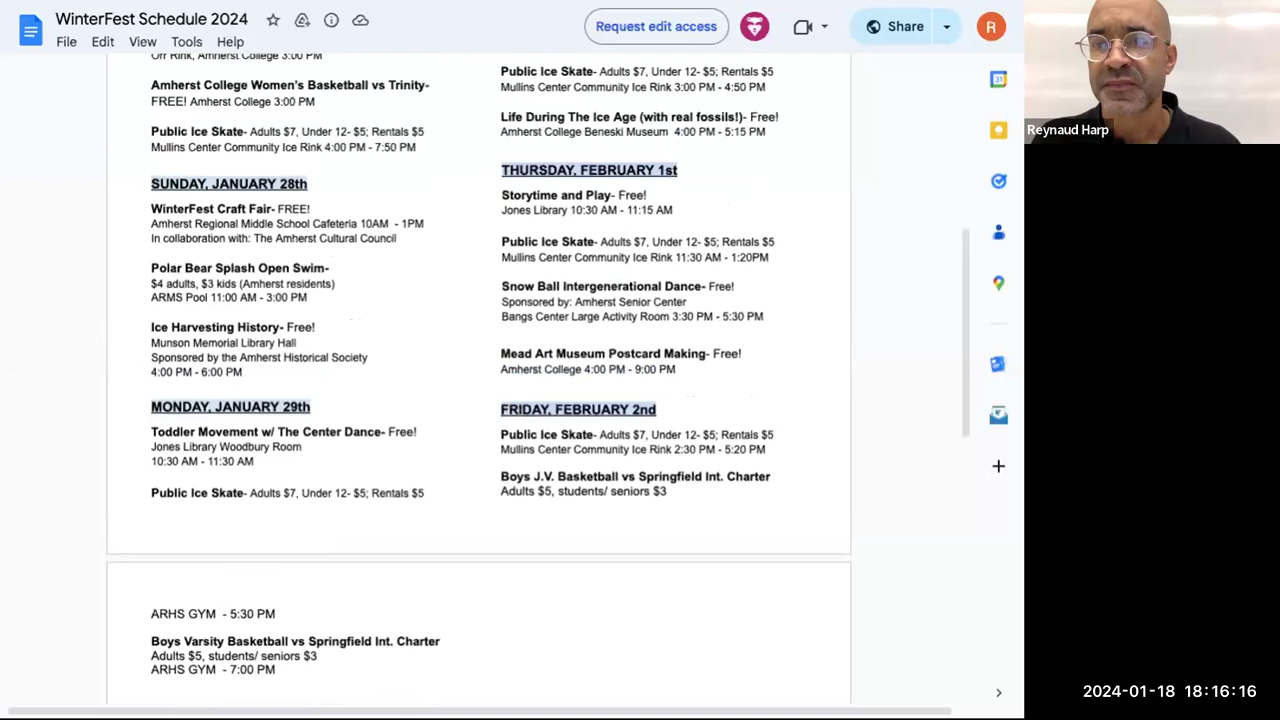 WinterFest Schedule 2024
File Edit View Tools Help
Request edit access
Share
R
31
Orr Rink, Amherst College 3:00 PM
Amherst College Women's Basketball vs Trinity-
FREE! Amherst College 3:00 PM
Public Ice Skate- Adults $7, Under 12- $5; Rentals $5
Mullins Center Community Ice Rink 4:00 PM - 7:50 PM
SUNDAY, JANUARY 28th
WinterFest Craft Fair- FREE!
Amherst Regional Middle School Cafeteria 10AM - 1PM
In collaboration with: The Amherst Cultural Council
Polar Bear Splash Open Swim-
$4 adults, $3 kids (Amherst residents)
ARMS Pool 11:00 AM - 3:00 PM
Ice Harvesting History- Free!
Munson Memorial Library Hall
Sponsored by the Amherst Historical Society
4:00 PM - 6:00 PM
MONDAY, JANUARY 29th
Toddler Movement w/ The Center Dance- Free!
Jones Library Woodbury Room
10:30 AM - 11:30 AM
Public Ice Skate- Adults $7, Under 12- $5; Rentals $5
Public Ice Skate- Adults $7, Under 12- $5; Rentals $5
Mullins Center Community Ice Rink 3:00 PM - 4:50 PM
Life During The Ice Age (with real fossils!)- Free!
Amherst College Beneski Museum 4:00 PM - 5:15 PM
THURSDAY, FEBRUARY 1st
Storytime and Play- Free!
Jones Library 10:30 AM - 11:15 AM
Public Ice Skate- Adults $7, Under 12- $5; Rentals $5
Mullins Center Community Ice Rink 11:30 AM - 1:20PM
Snow Ball Intergenerational Dance- Free!
Sponsored by: Amherst Senior Center
Bangs Center Large Activity Room 3:30 PM - 5:30 PM
Mead Art Museum Postcard Making- Free!
Amherst College 4:00 PM - 9:00 PM
FRIDAY, FEBRUARY 2nd
Public Ice Skate- Adults $7, Under 12- $5; Rentals $5
Mullins Center Community Ice Rink 2:30 PM - 5:20 PM
Boys J.V. Basketball vs Springfield Int. Charter
Adults $5, students/ seniors $3
ARHS GYM - 5:30 PM
Boys Varsity Basketball vs Springfield Int. Charter
Adults $5, students/ seniors $3
ARHS GYM - 7:00 PM
Reynaud Harp
2024-01-18 18:16:16